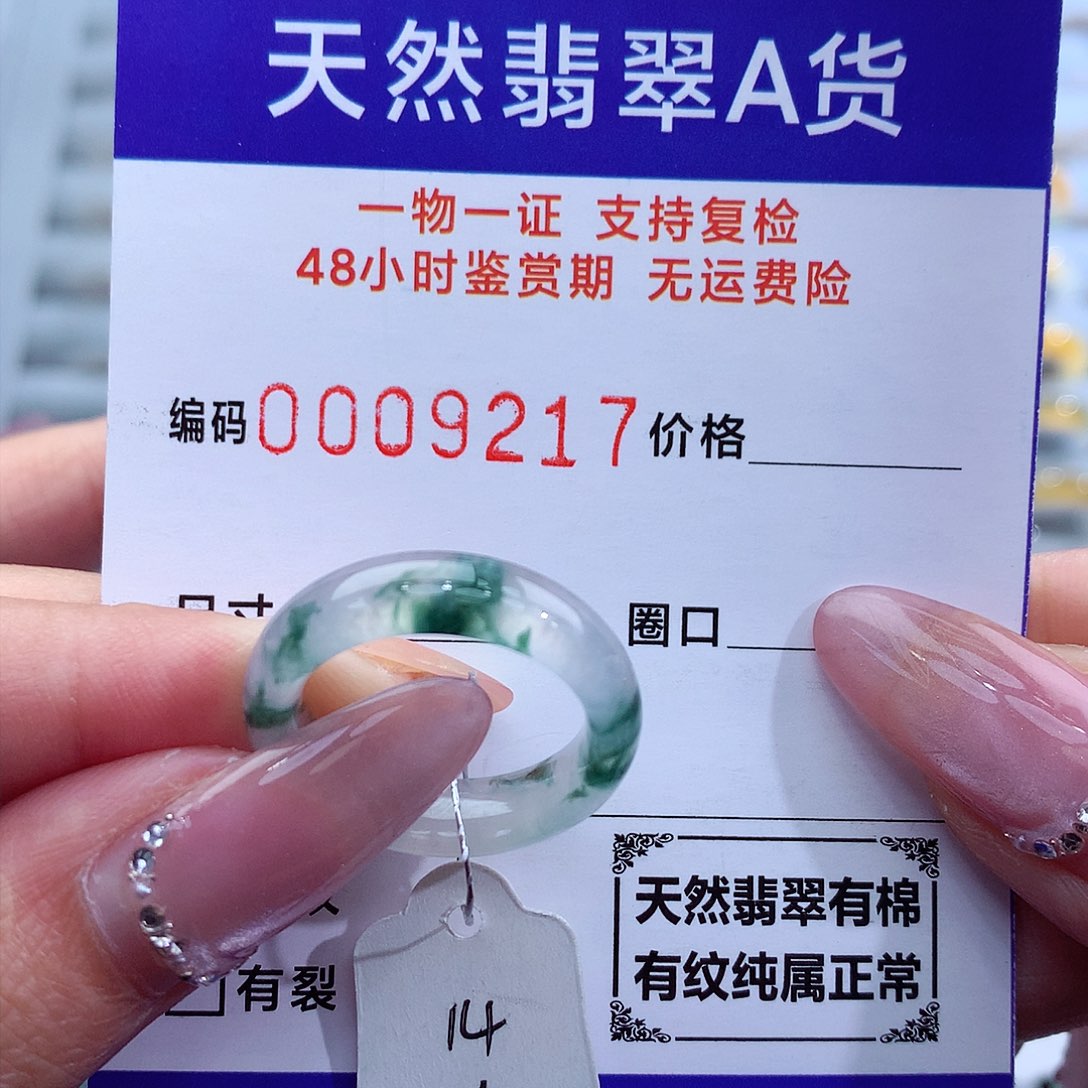 天然翡翠A货
一物一证 支持复检
48小时鉴赏期 无运费险
编码0009217价格
尺寸 圈口
天然翡翠有棉
有纹纯属正常
有裂
14